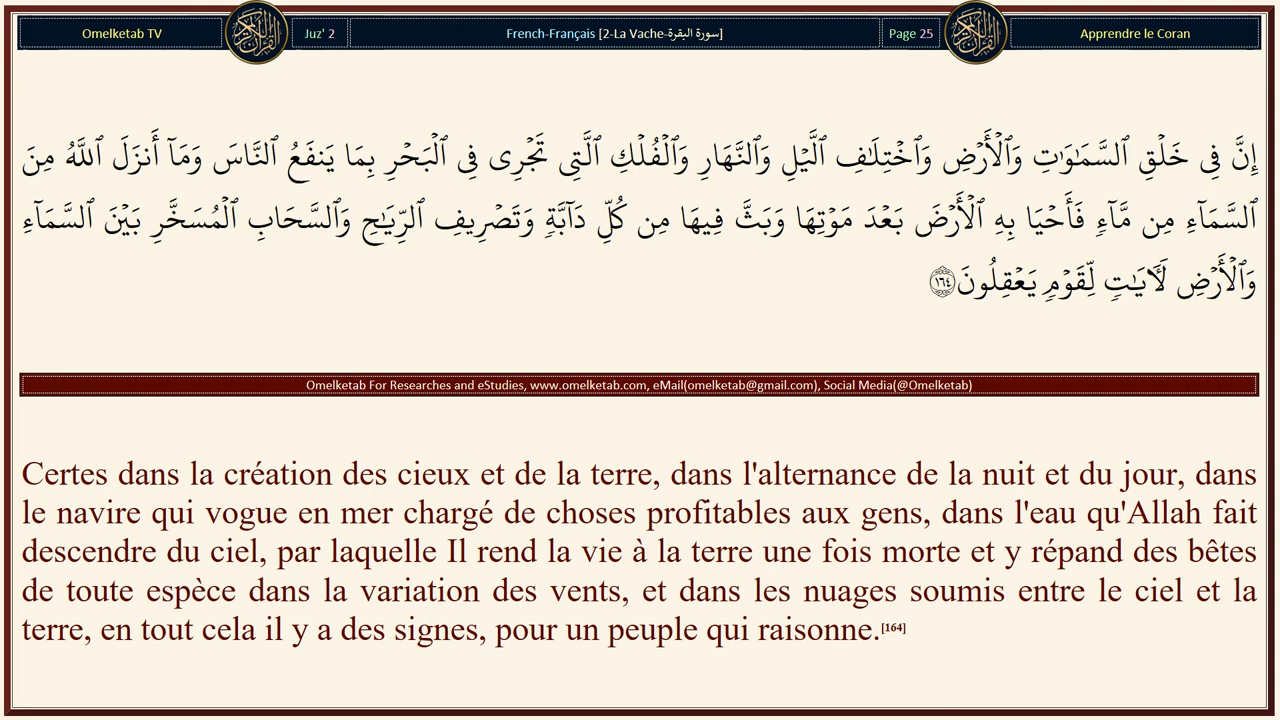 Omelketab TV
Juz' 2
French-Français [2-La Vache-سورة البقرة]
Page 25
Apprendre le Coran
إِنَّ فِى خَلْقِ ٱلسَّمَـٰوَٰتِ وَٱلْأَرْضِ وَٱخْتِلَـٰفِ ٱلَّيْلِ وَٱلنَّهَارِ وَٱلْفُلْكِ ٱلَّتِى تَجْرِى فِى ٱلْبَحْرِ بِمَا يَنفَعُ ٱلنَّاسَ وَمَآ أَنزَلَ ٱللَّهُ مِنَ
ٱلسَّمَآءِ مِن مَّآءٍ فَأَحْيَا بِهِ ٱلْأَرْضَ بَعْدَ مَوْتِهَا وَبَثَّ فِيهَا مِن كُلِّ دَآبَّةٍ وَتَصْرِيفِ ٱلرِّيَـٰحِ وَٱلسَّحَابِ ٱلْمُسَخَّرِ بَيْنَ ٱلسَّمَآءِ
وَٱلْأَرْضِ لَـَٔايَـٰتٍ لِّقَوْمٍ يَعْقِلُونَ ١٦٤
Omelketab For Researches and eStudies, www.omelketab.com, eMail(omelketab@gmail.com), Social Media(@Omelketab)
Certes dans la création des cieux et de la terre, dans l'alternance de la nuit et du jour, dans
le navire qui vogue en mer chargé de choses profitables aux gens, dans l'eau qu'Allah fait
descendre du ciel, par laquelle Il rend la vie à la terre une fois morte et y répand des bêtes
de toute espèce dans la variation des vents, et dans les nuages soumis entre le ciel et la
terre, en tout cela il y a des signes, pour un peuple qui raisonne.[164]